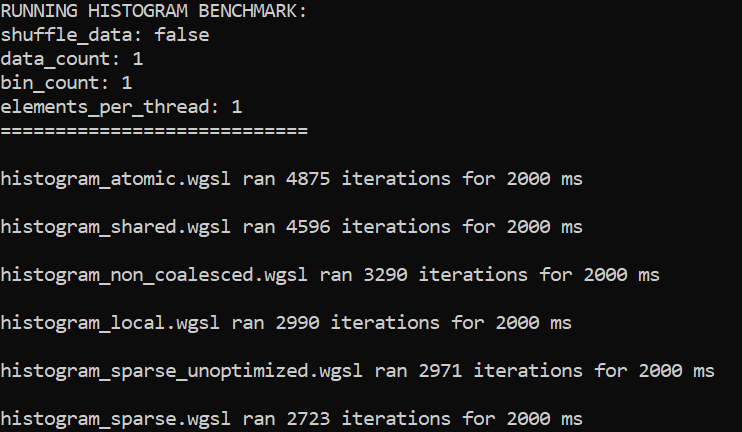 RUNNING HISTOGRAM BENCHMARK:
shuffle_data: false
data_count: 1
bin_count: 1
elements_per_thread: 1
============================
histogram_atomic.wgsl ran 4875 iterations for 2000 ms
histogram_shared.wgsl ran 4596 iterations for 2000 ms
histogram_non_coalesced.wgsl ran 3290 iterations for 2000 ms
histogram_local.wgsl ran 2990 iterations for 2000 ms
histogram_sparse_unoptimized.wgsl ran 2971 iterations for 2000 ms
histogram_sparse.wgsl ran 2723 iterations for 2000 ms